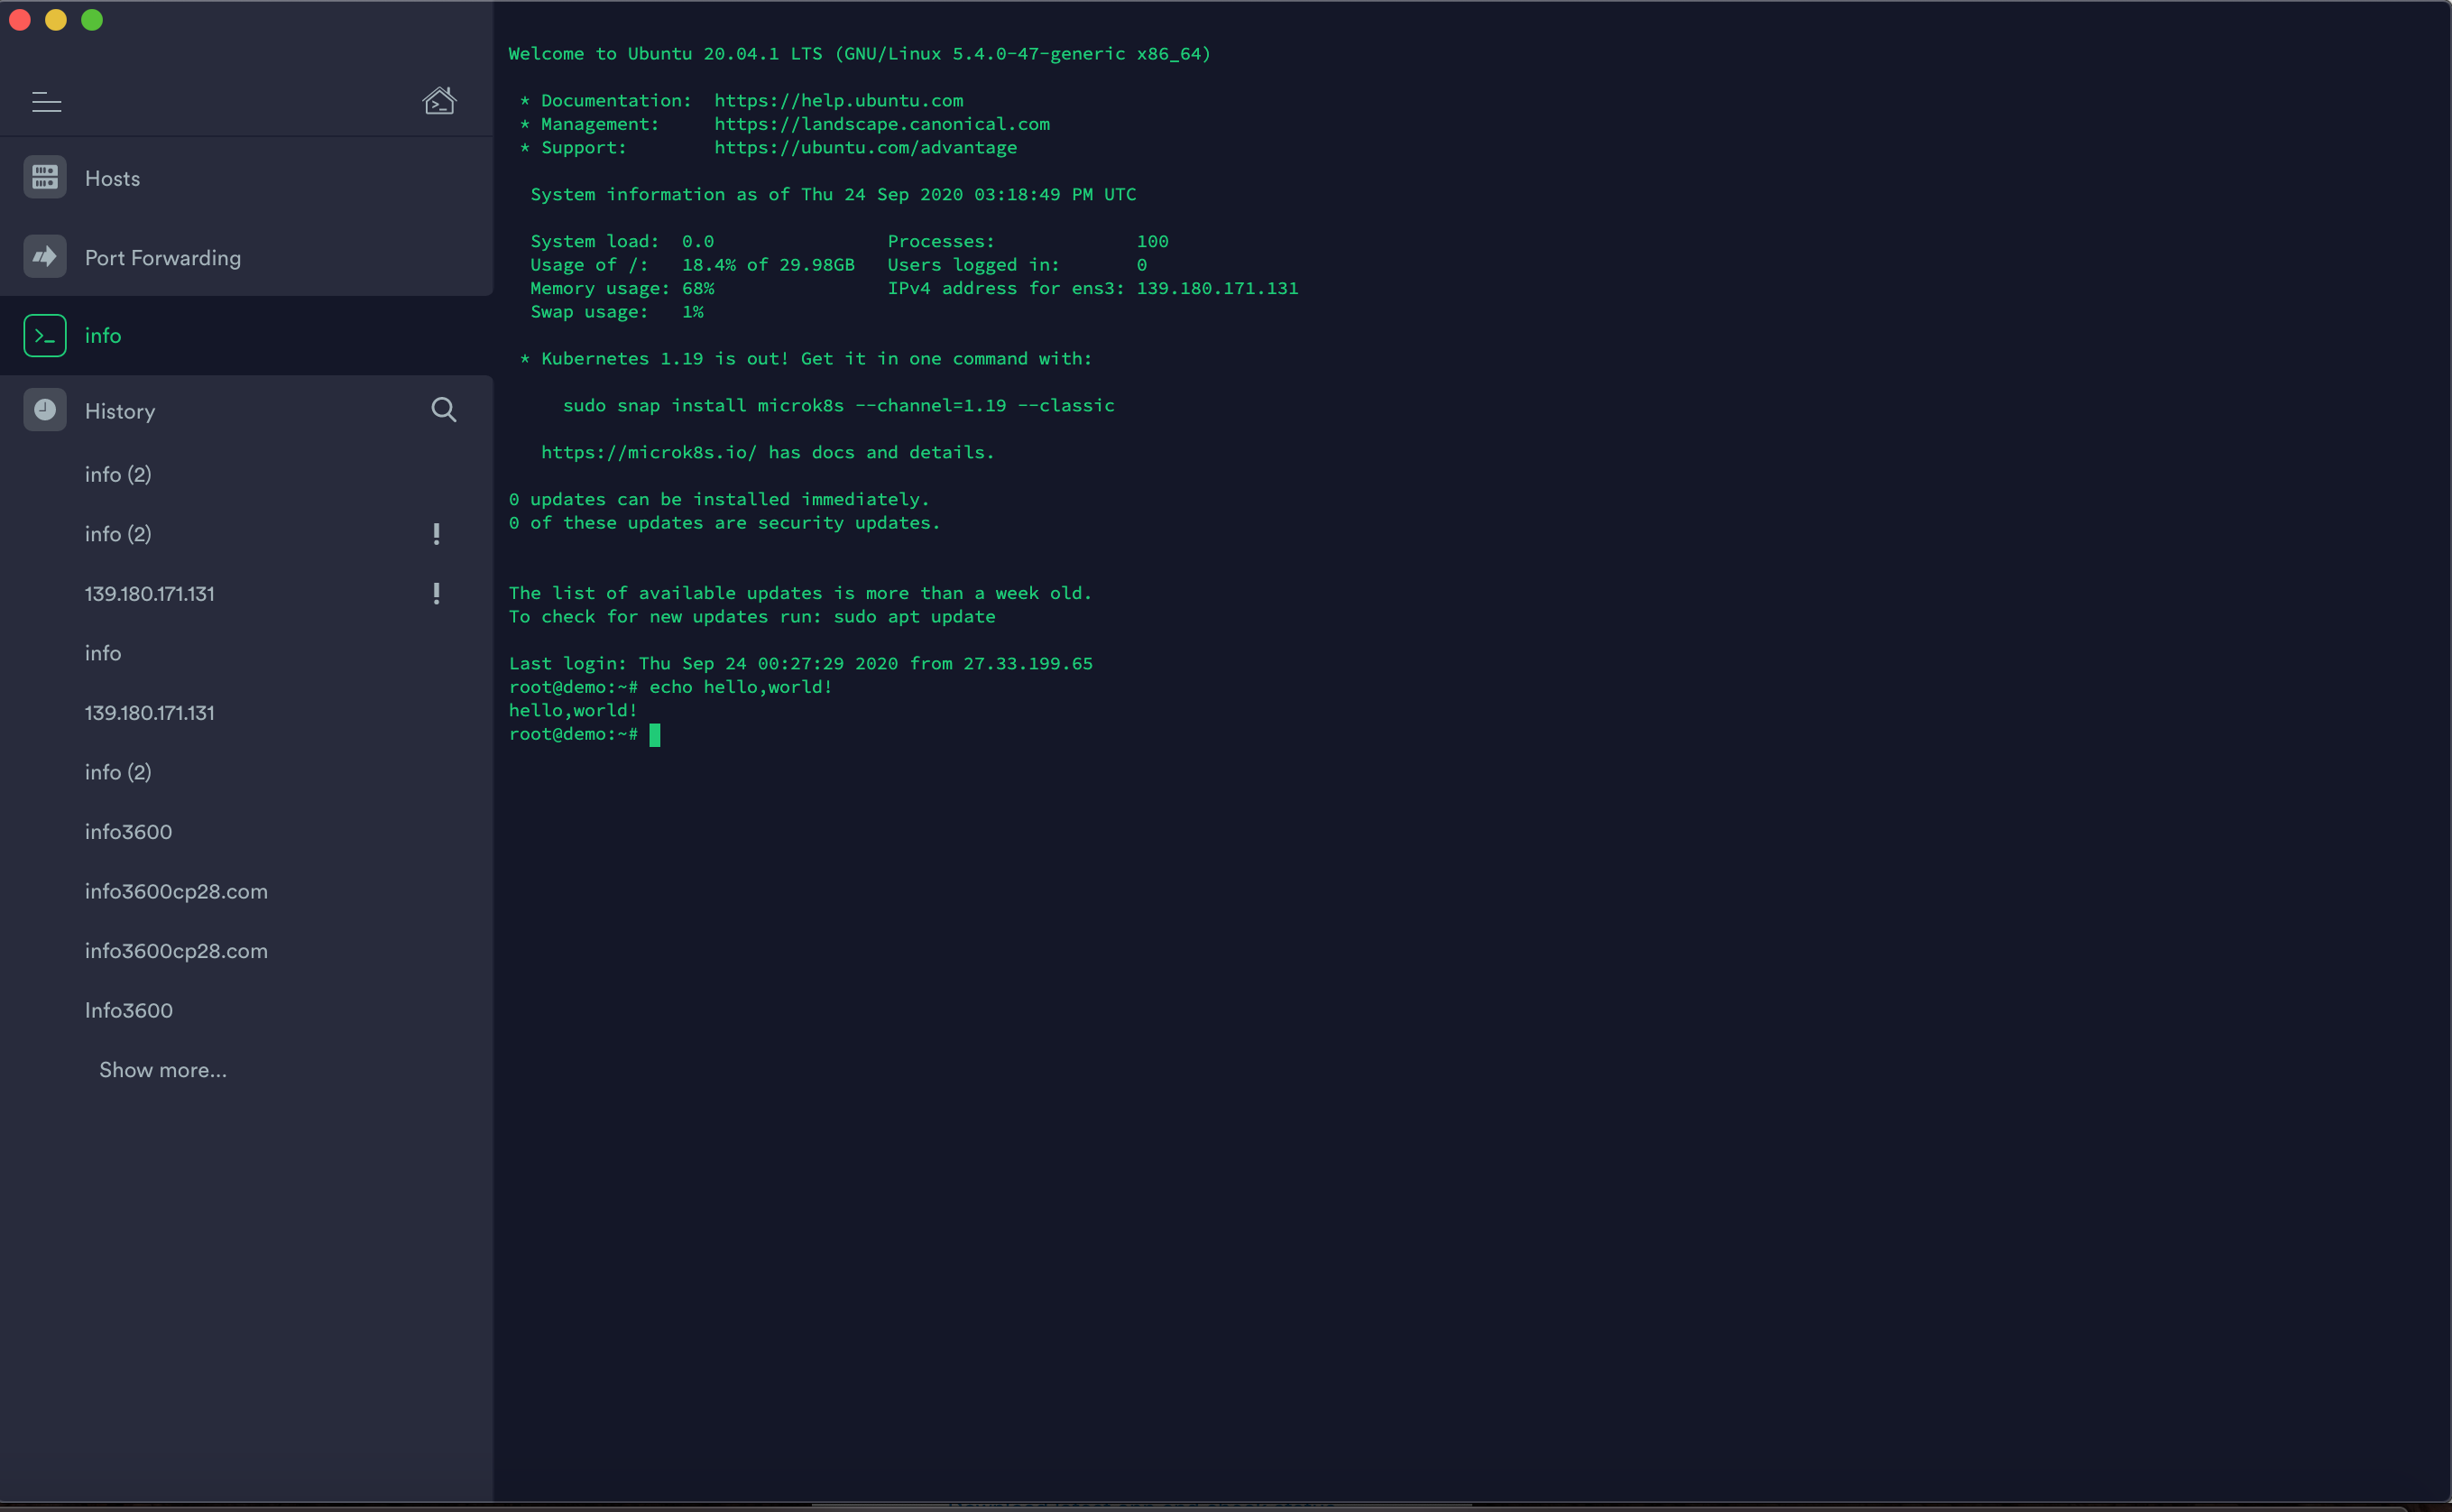 Hosts
Port Forwarding
info
History
info (2)
info (2)
139.180.171.131
info
139.180.171.131
info (2)
info3600
info3600cp28.com
info3600cp28.com
Info3600
Show more...
Welcome to Ubuntu 20.04.1 LTS (GNU/Linux 5.4.0-47-generic x86_64)
* Documentation:  https://help.ubuntu.com
* Management:     https://landscape.canonical.com
* Support:        https://ubuntu.com/advantage
System information as of Thu 24 Sep 2020 03:18:49 PM UTC
System load:  0.0                Processes:             100
Usage of /:   18.4% of 29.98GB   Users logged in:       0
Memory usage: 68%                IPv4 address for ens3: 139.180.171.131
Swap usage:   1%
* Kubernetes 1.19 is out! Get it in one command with:
sudo snap install microk8s --channel=1.19 --classic
https://microk8s.io/ has docs and details.
0 updates can be installed immediately.
0 of these updates are security updates.
The list of available updates is more than a week old.
To check for new updates run: sudo apt update
Last login: Thu Sep 24 00:27:29 2020 from 27.33.199.65
root@demo:~# echo hello,world!
hello,world!
root@demo:~#